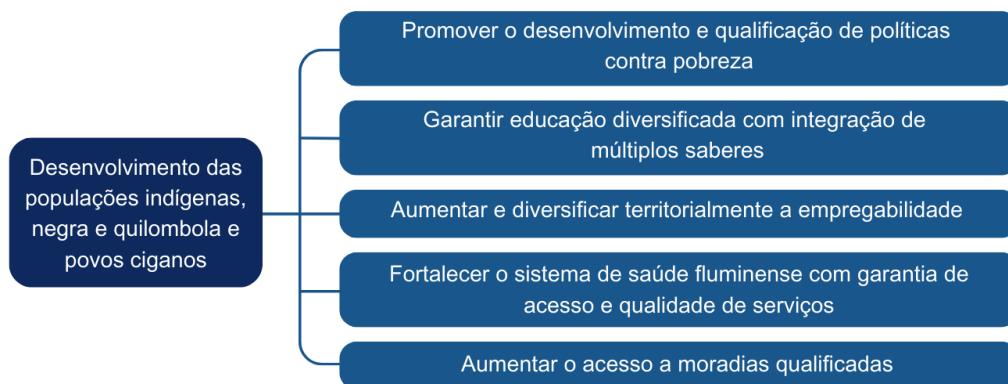 Desenvolvimento das
populações indígenas,
negra e quilombola e
povos ciganos
Promover o desenvolvimento e qualificação de políticas
contra pobreza
Garantir educação diversificada com integração de
múltiplos saberes
Aumentar e diversificar territorialmente a empregabilidade
Fortalecer o sistema de saúde fluminense com garantia de
acesso e qualidade de serviços
Aumentar o acesso a moradias qualificadas